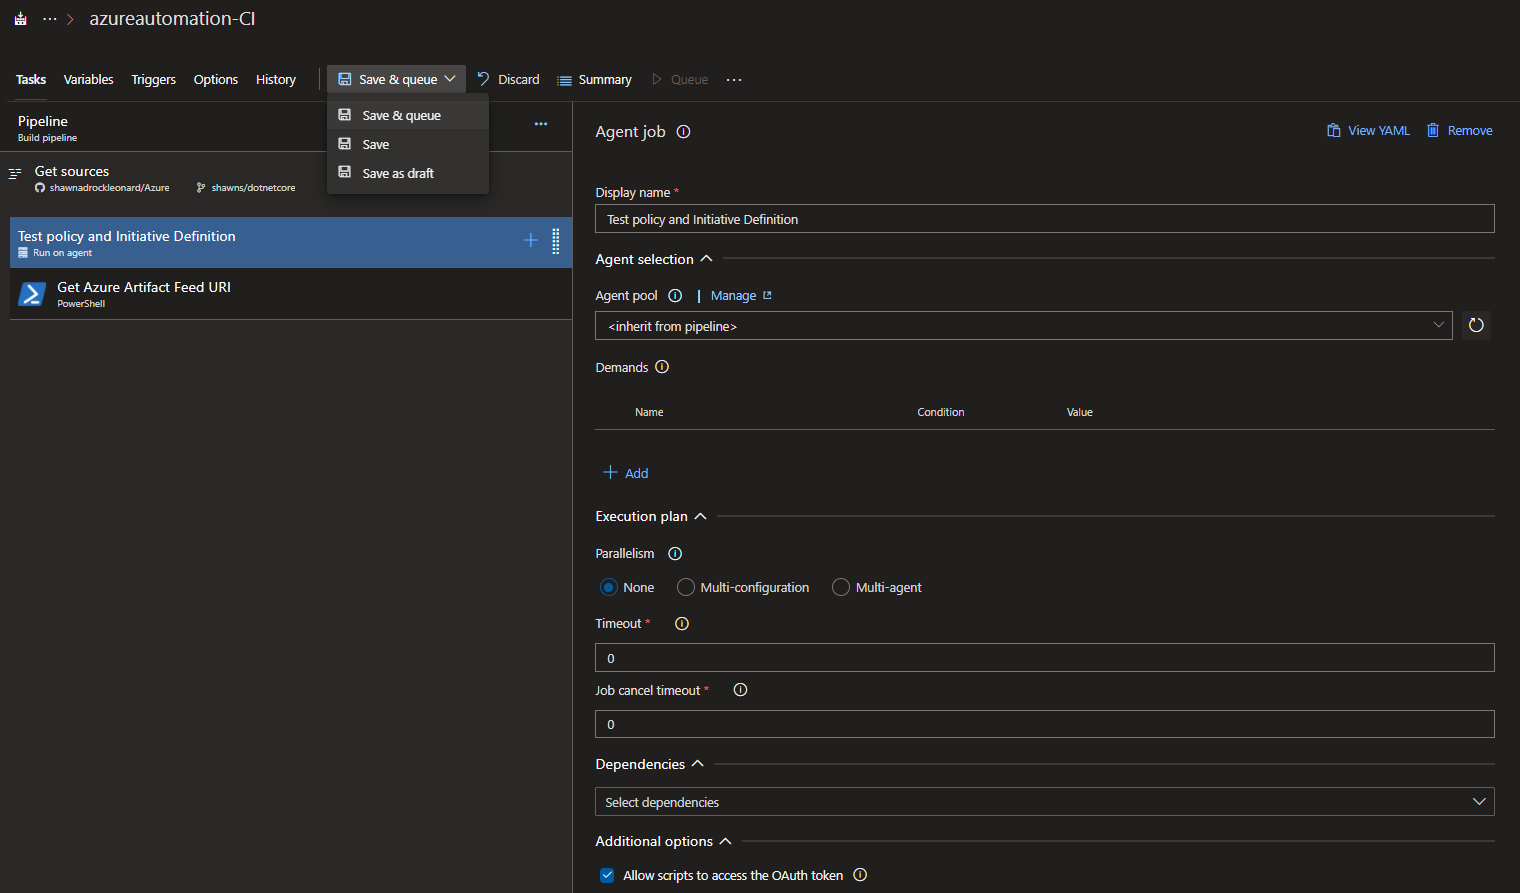 ··· > azureautomation-CI
Tasks Variables Triggers Options History Save & queue Discard Summary Queue ···
Save & queue
Save
Save as draft
Pipeline ···
Build pipeline
Get sources
shawnadrockleonard/Azure shawns/dotnetcore
Test policy and Initiative Definition
Run on agent
Get Azure Artifact Feed URI
PowerShell
Agent job View YAML Remove
Display name *
Test policy and Initiative Definition
Agent selection
Agent pool | Manage
<inherit from pipeline>
Demands
Name Condition Value
+ Add
Execution plan
Parallelism
None Multi-configuration Multi-agent
Timeout *
0
Job cancel timeout *
0
Dependencies
Select dependencies
Additional options
Allow scripts to access the OAuth token